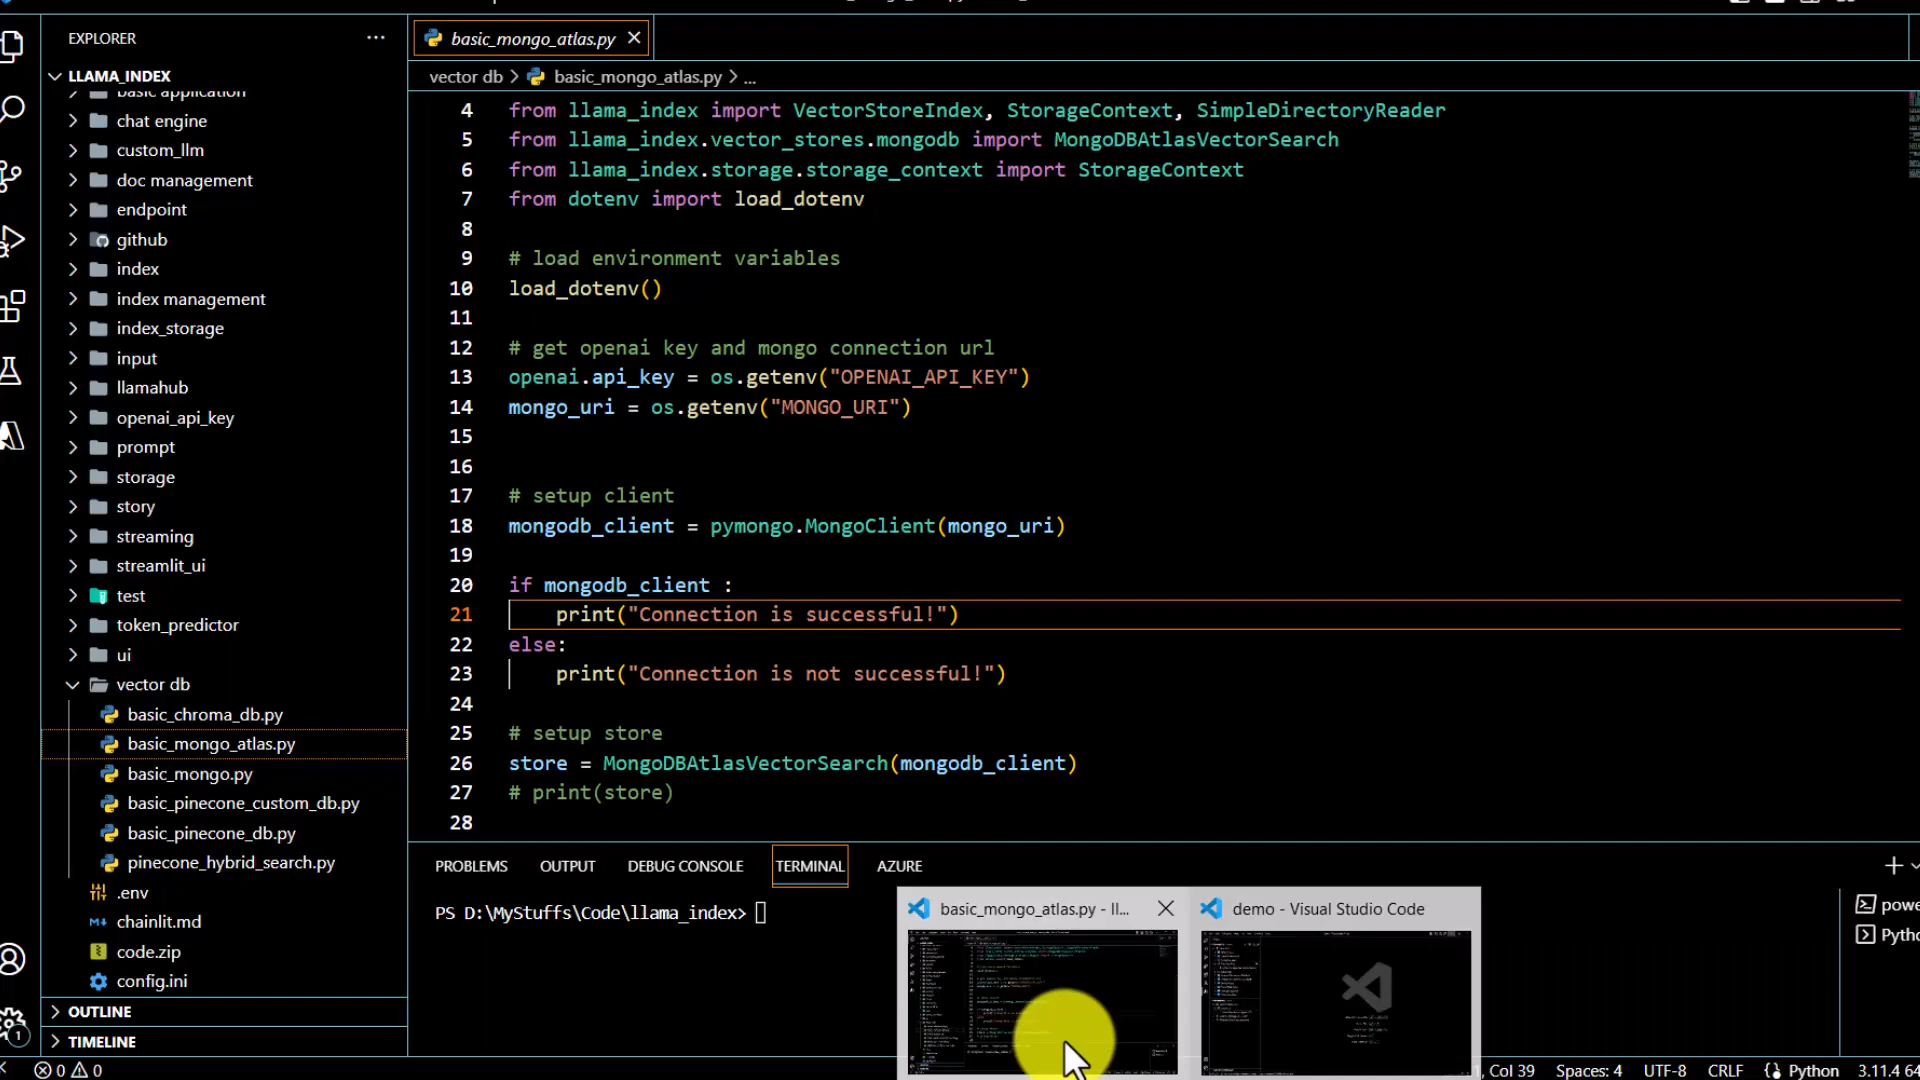 EXPLORER
LLAMA_INDEX
basic application
chat engine
custom_llm
doc management
endpoint
github
index
index management
index_storage
input
llamahub
openai_api_key
prompt
storage
story
streaming
streamlit_ui
test
token_predictor
ui
vector db
basic_chroma_db.py
basic_mongo_atlas.py
basic_mongo.py
basic_pinecone_custom_db.py
basic_pinecone_db.py
pinecone_hybrid_search.py
.env
chainlit.md
code.zip
config.ini
OUTLINE
TIMELINE
basic_mongo_atlas.py
vector db > basic_mongo_atlas.py > ...
4 from llama_index import VectorStoreIndex, StorageContext, SimpleDirectoryReader
5 from llama_index.vector_stores.mongodb import MongoDBAtlasVectorSearch
6 from llama_index.storage.storage_context import StorageContext
7 from dotenv import load_dotenv
8
9 # load environment variables
10 load_dotenv()
11
12 # get openai key and mongo connection url
13 openai.api_key = os.getenv("OPENAI_API_KEY")
14 mongo_uri = os.getenv("MONGO_URI")
15
16
17 # setup client
18 mongodb_client = pymongo.MongoClient(mongo_uri)
19
20 if mongodb_client :
21 print("Connection is successful!")
22 else:
23 print("Connection is not successful!")
24
25 # setup store
26 store = MongoDBAtlasVectorSearch(mongodb_client)
27 # print(store)
28
PROBLEMS OUTPUT DEBUG CONSOLE TERMINAL AZURE
PS D:\MyStuffs\Code\llama_index>
powe
Pytho
basic_mongo_atlas.py - ll...
demo - Visual Studio Code
1
0 0
Col 39 Spaces: 4 UTF-8 CRLF Python 3.11.4 64